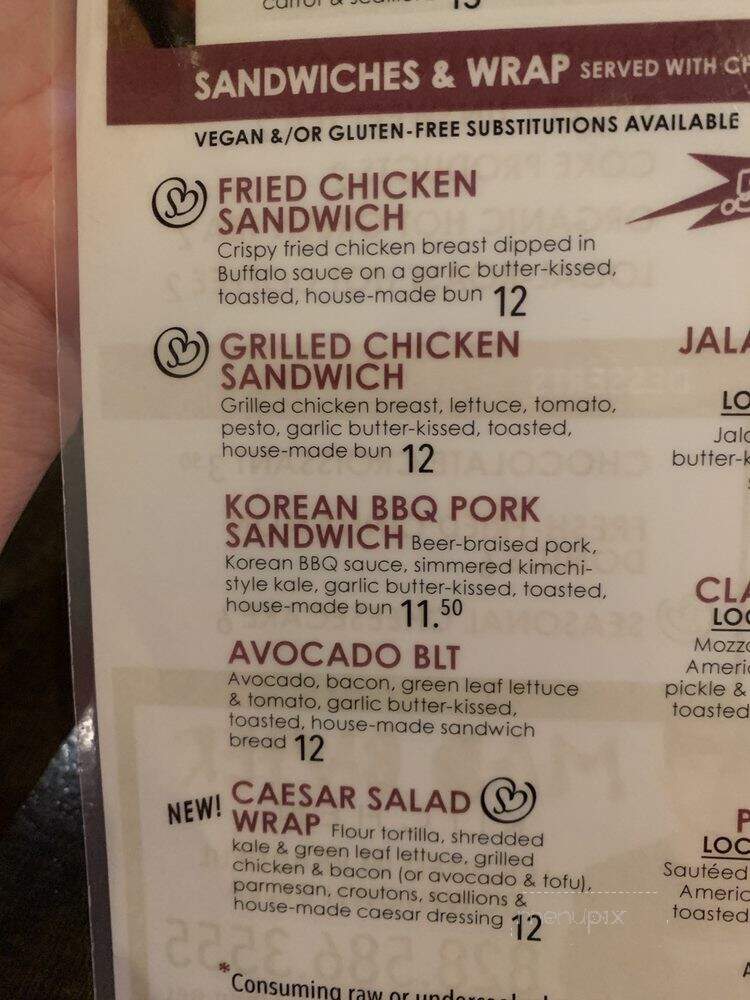 SANDWICHES & WRAP SERVED WITH
VEGAN &/OR GLUTEN-FREE SUBSTITUTIONS AVAILABLE
FRIED CHICKEN
SANDWICH
Crispy fried chicken breast dipped in
Buffalo sauce on a garlic butter-kissed,
toasted, house-made bun 12
GRILLED CHICKEN
SANDWICH
Grilled chicken breast, lettuce, tomato,
pesto, garlic butter-kissed, toasted,
house-made bun 12
KOREAN BBQ PORK
SANDWICH Beer-braised pork,
Korean BBQ sauce, simmered kimchi-
style kale, garlic butter-kissed, toasted,
house-made bun 11.50
AVOCADO BLT
Avocado, bacon, green leaf lettuce
& tomato, garlic butter-kissed,
toasted, house-made sandwich
bread 12
NEW! CAESAR SALAD
WRAP Flour tortilla, shredded
kale & green leaf lettuce, grilled
chicken & bacon (or avocado & tofu),
parmesan, croutons, scallions &
house-made caesar dressing 12
*Consuming raw or
JALA
LO
Jala
butter-k
CLA
LOC
Mozza
Americ
pickle &
toasted
P
LOC
Sautéed
Americ
toasted
menupix